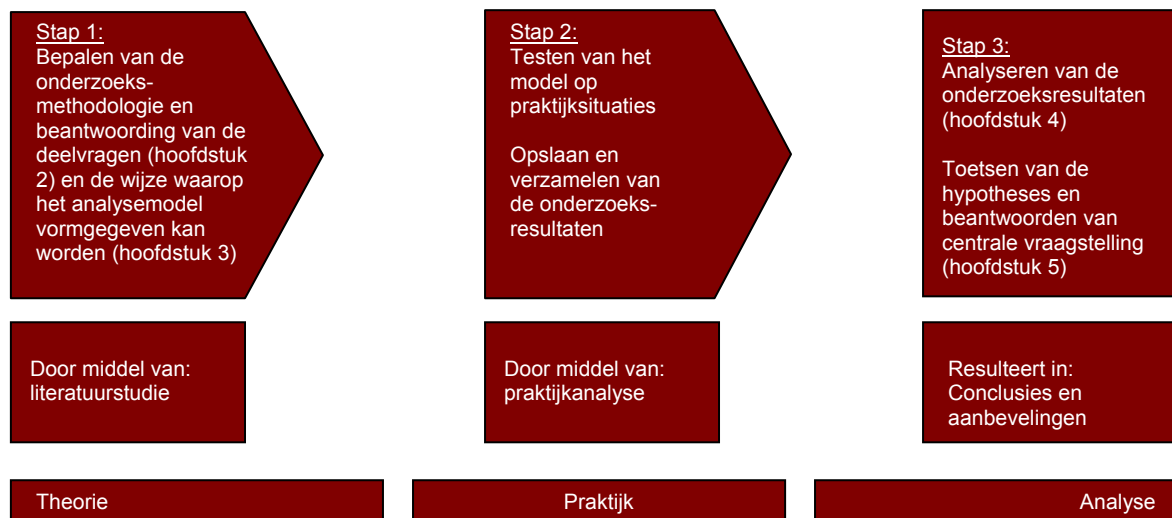 Stap 1:
Bepalen van de
onderzoeks-
methodologie en
beantwoording van de
deelvragen (hoofdstuk
2) en de wijze waarop
het analysemodel
vormgegeven kan
worden (hoofdstuk 3)
Stap 2:
Testen van het
model op
praktijksituaties
Opslaan en
verzamelen van
de onderzoeks-
resultaten
Stap 3:
Analyseren van de
onderzoeksresultaten
(hoofdstuk 4)
Toetsen van de
hypotheses en
beantwoorden van
centrale vraagstelling
(hoofdstuk 5)
Door middel van:
literatuurstudie
Door middel van:
praktijkanalyse
Resulteert in:
Conclusies en
aanbevelingen
Theorie
Praktijk
Analyse